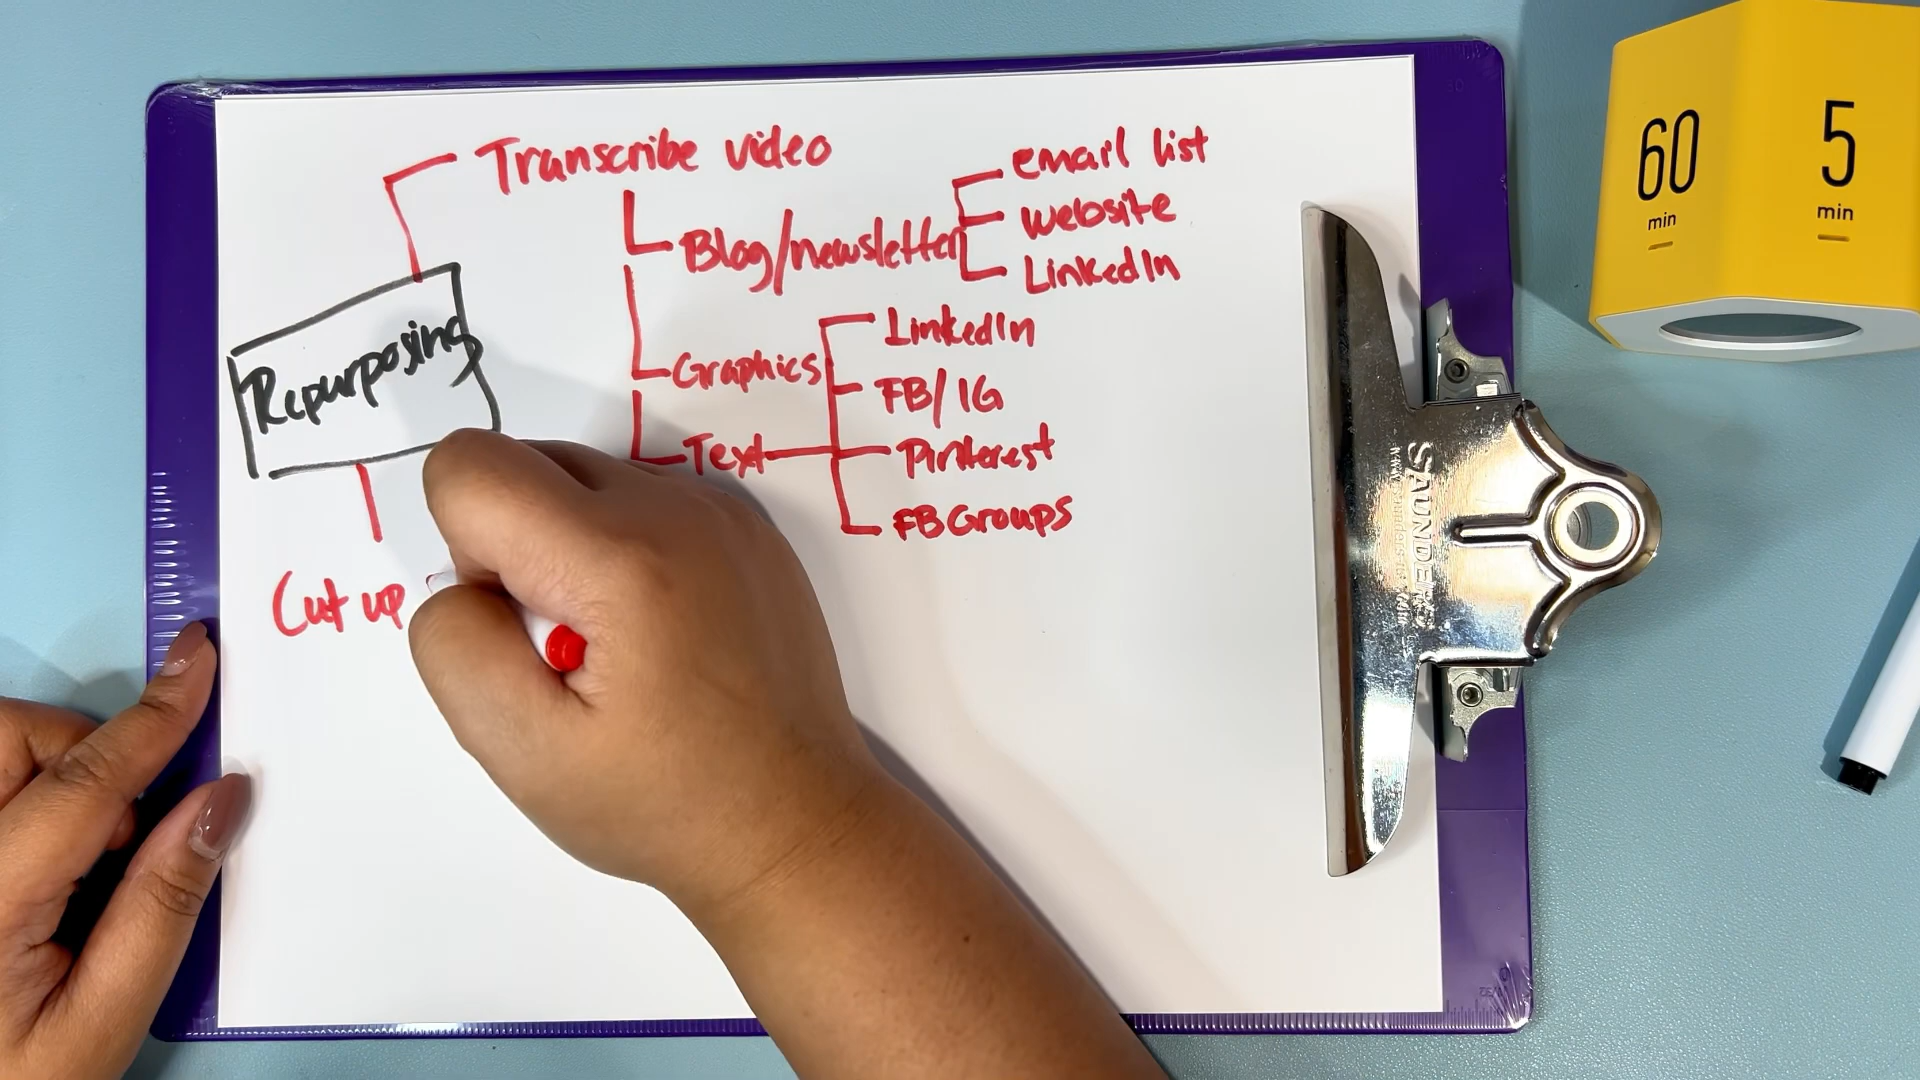 Transcribe video
Blog/newsletter
email list
website
LinkedIn
Graphics
LinkedIn
FB/IG
Text
Pinterest
FB Groups
Repurposing
Cut up
60
min
5
min
SAUNDERS